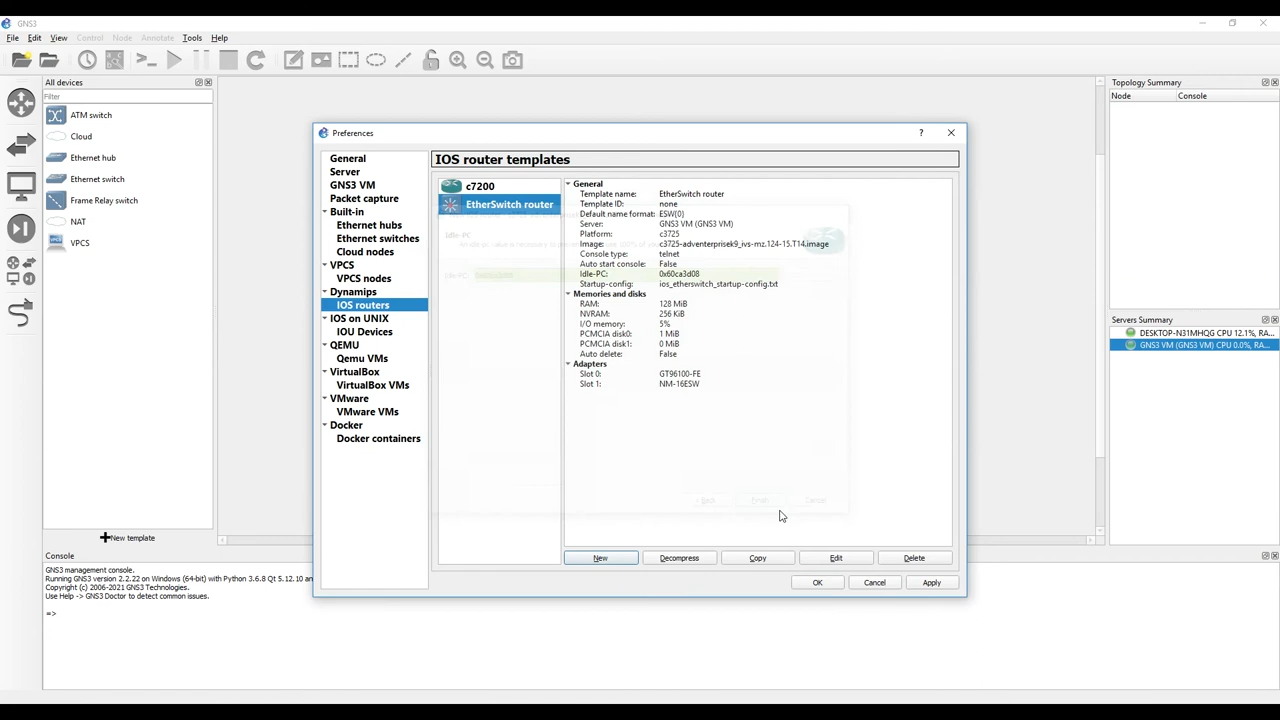 GNS3
File Edit View Control Node Annotate Tools Help
All devices
Filter
ATM switch
Cloud
Ethernet hub
Ethernet switch
Frame Relay switch
NAT
VPCS
New template
Preferences
General
Server
GNS3 VM
Packet capture
Built-in
Ethernet hubs
Ethernet switches
Cloud nodes
VPCS
VPCS nodes
Dynamips
IOS routers
IOS on UNIX
IOU Devices
QEMU
Qemu VMs
VirtualBox
VirtualBox VMs
VMware
VMware VMs
Docker
Docker containers
IOS router templates
c7200
EtherSwitch router
General
Template name: EtherSwitch router
Template ID: none
Default name format: ESW{0}
Server: GNS3 VM (GNS3 VM)
Platform: c3725
Image: c3725-adventerprisek9_ivs-mz.124-15.T14.image
Console type: telnet
Auto start console: False
Idle-PC: 0x60ca3d08
Startup-config: ios_etherswitch_startup-config.txt
Memories and disks
RAM: 128 MiB
NVRAM: 256 KiB
I/O memory: 5%
PCMCIA disk0: 1 MiB
PCMCIA disk1: 0 MiB
Auto delete: False
Adapters
Slot 0: GT96100-FE
Slot 1: NM-16ESW
Back Finish Cancel
New Decompress Copy Edit Delete
OK Cancel Apply
Topology Summary
Node Console
Servers Summary
DESKTOP-N31MHQG CPU 12.1%, RA...
GNS3 VM (GNS3 VM) CPU 0.0%, RA...
Console
GNS3 management console.
Running GNS3 version 2.2.22 on Windows (64-bit) with Python 3.6.8 Qt 5.12.10 an
Copyright (c) 2006-2021 GNS3 Technologies.
Use Help -> GNS3 Doctor to detect common issues.
=>